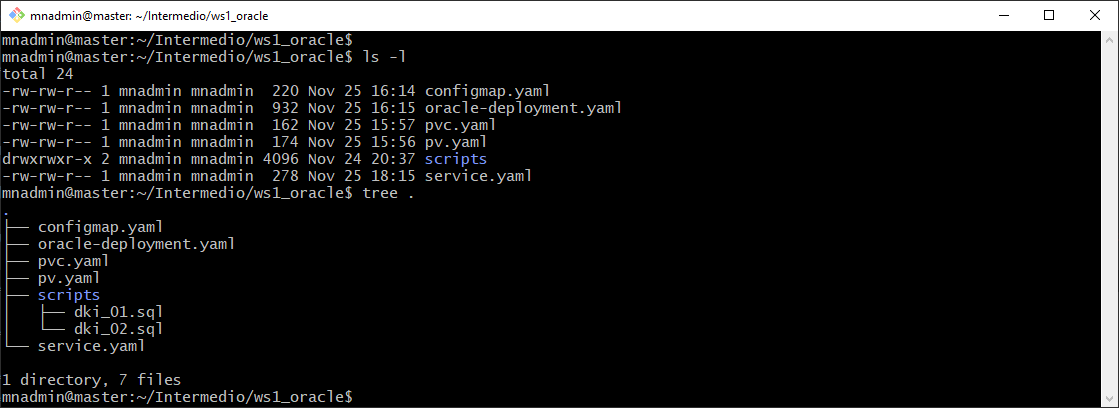 mnadmin@master: ~/Intermedio/ws1_oracle
mnadmin@master:~/Intermedio/ws1_oracle$
mnadmin@master:~/Intermedio/ws1_oracle$ ls -l
total 24
-rw-rw-r-- 1 mnadmin mnadmin  220 Nov 25 16:14 configmap.yaml
-rw-rw-r-- 1 mnadmin mnadmin  932 Nov 25 16:15 oracle-deployment.yaml
-rw-rw-r-- 1 mnadmin mnadmin  162 Nov 25 15:57 pvc.yaml
-rw-rw-r-- 1 mnadmin mnadmin  174 Nov 25 15:56 pv.yaml
drwxrwxr-x 2 mnadmin mnadmin 4096 Nov 24 20:37 scripts
-rw-rw-r-- 1 mnadmin mnadmin  278 Nov 25 18:15 service.yaml
mnadmin@master:~/Intermedio/ws1_oracle$ tree .
.
├── configmap.yaml
├── oracle-deployment.yaml
├── pvc.yaml
├── pv.yaml
├── scripts
│   ├── dki_01.sql
│   └── dki_02.sql
└── service.yaml
1 directory, 7 files
mnadmin@master:~/Intermedio/ws1_oracle$